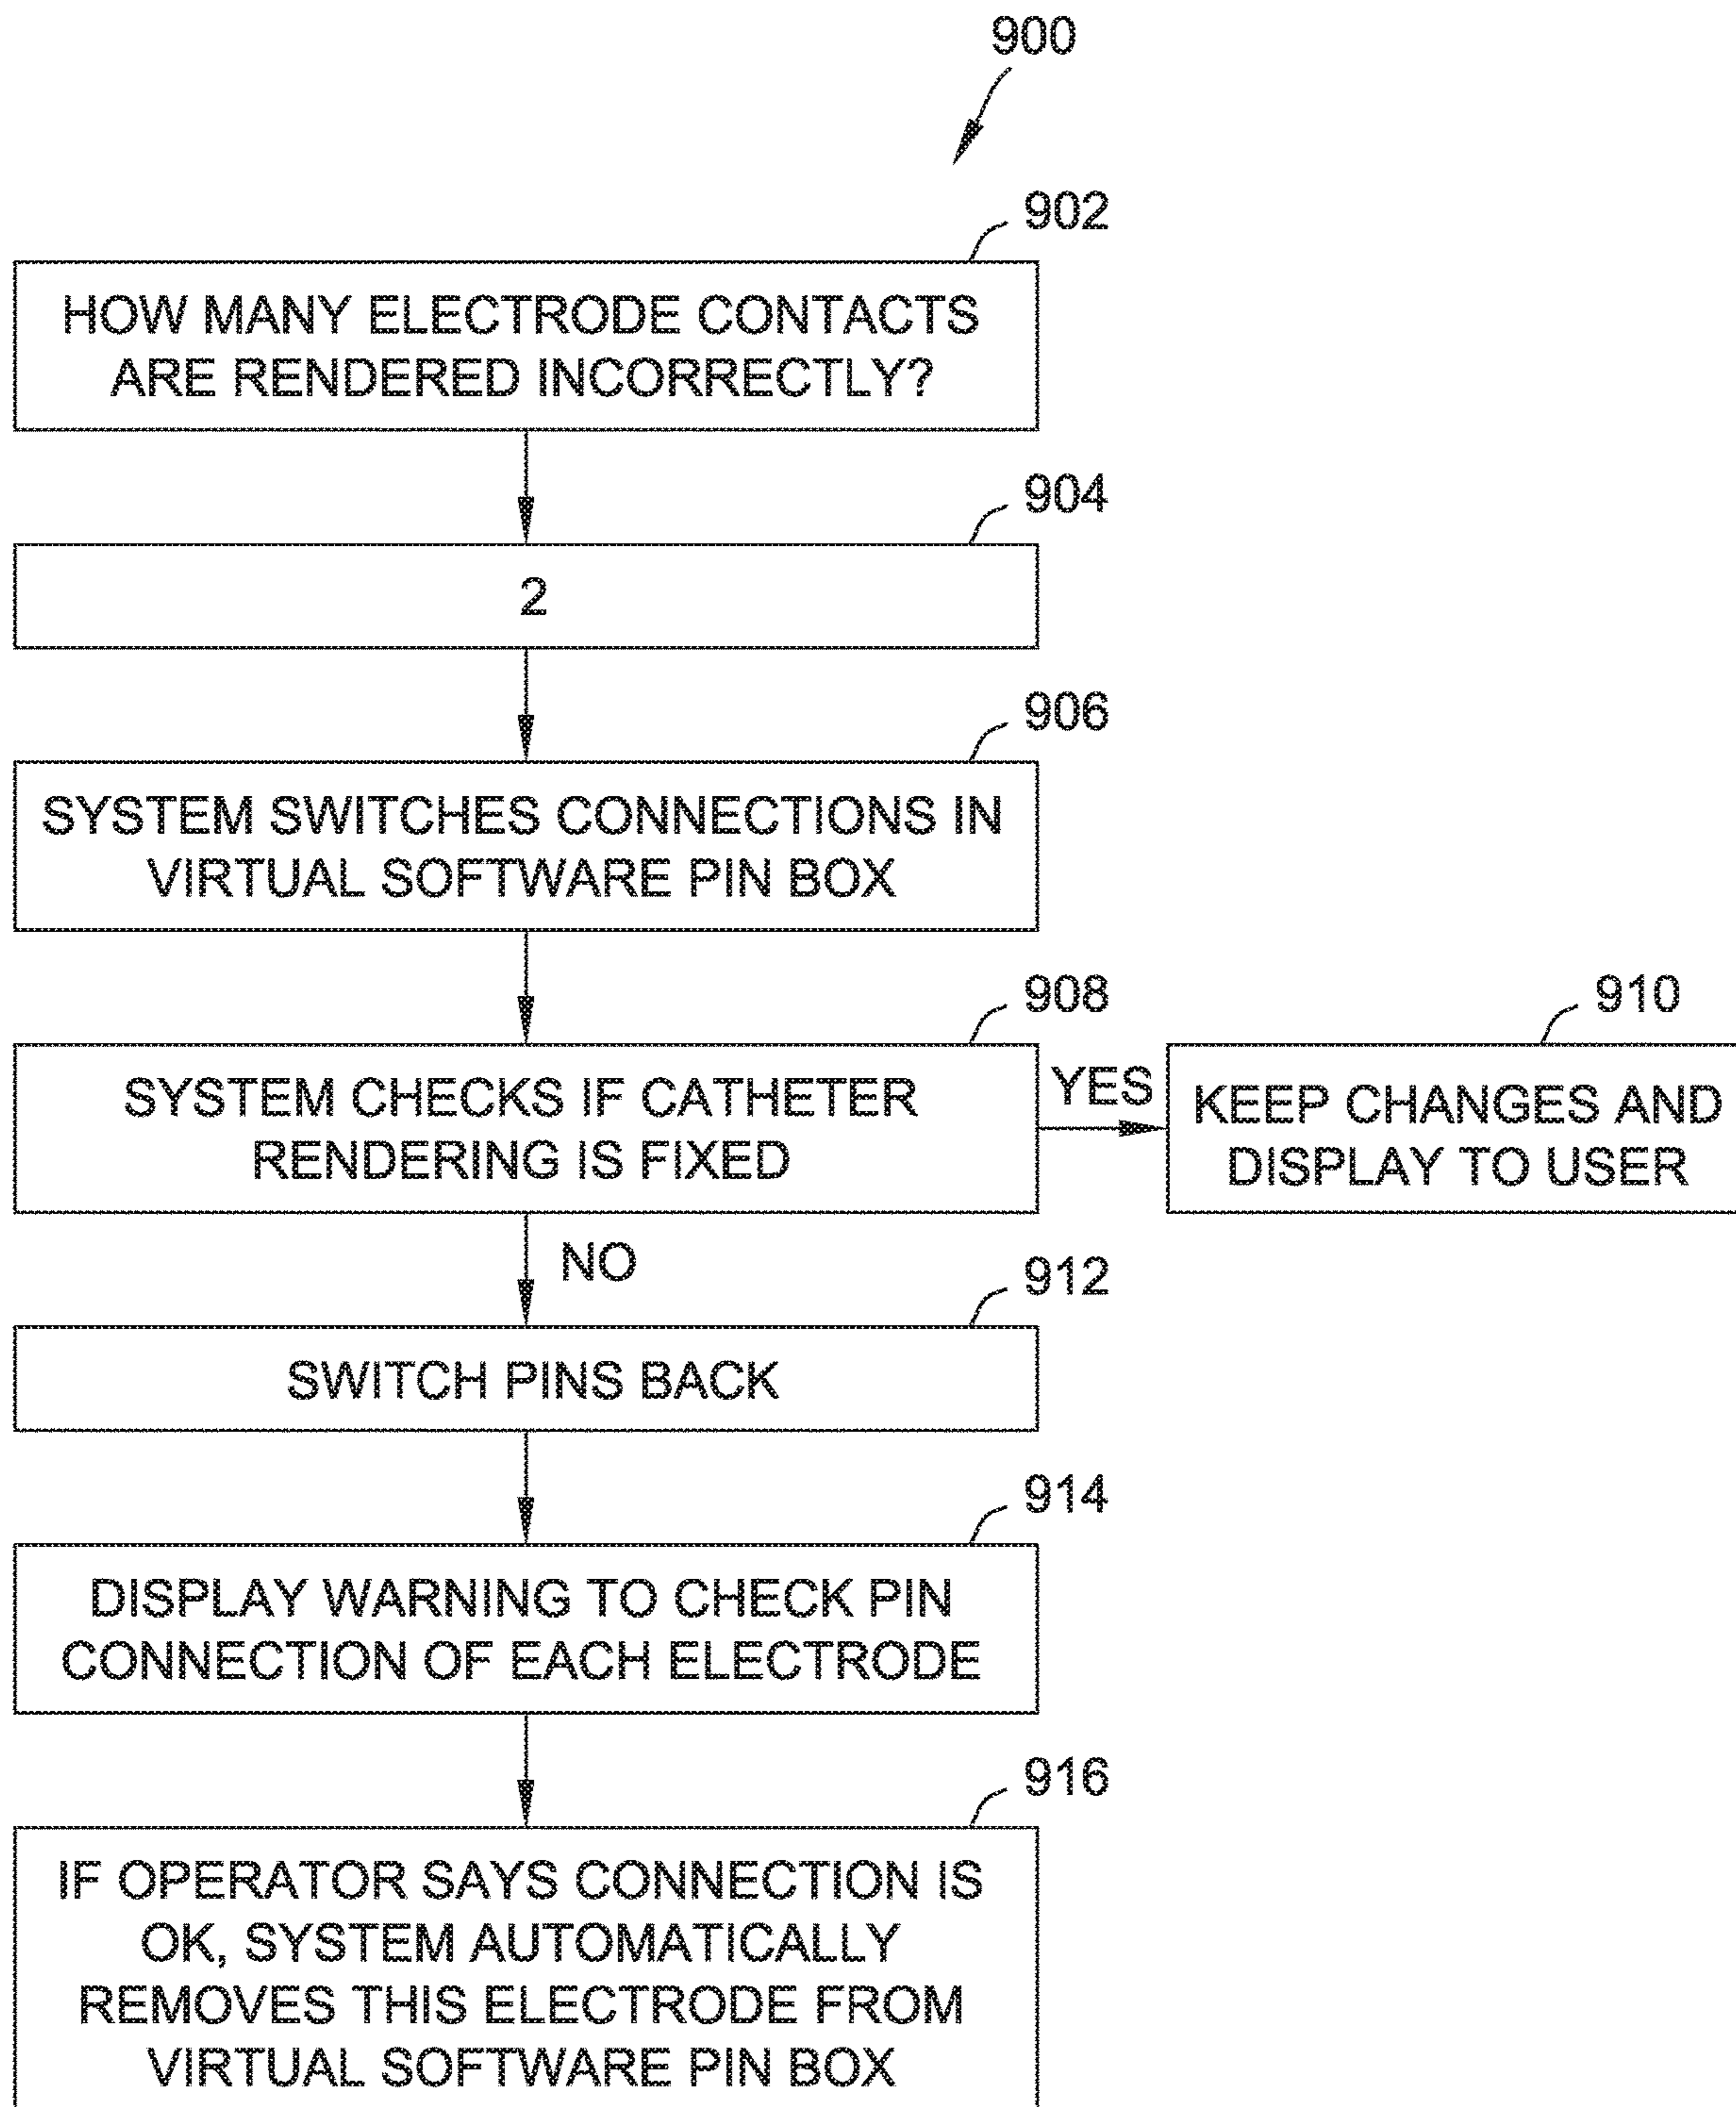 900
902
HOW MANY ELECTRODE CONTACTS
ARE RENDERED INCORRECTLY?
904
2
906
SYSTEM SWITCHES CONNECTIONS IN
VIRTUAL SOFTWARE PIN BOX
908
SYSTEM CHECKS IF CATHETER
RENDERING IS FIXED
YES
910
KEEP CHANGES AND
DISPLAY TO USER
NO
912
SWITCH PINS BACK
914
DISPLAY WARNING TO CHECK PIN
CONNECTION OF EACH ELECTRODE
916
IF OPERATOR SAYS CONNECTION IS
OK, SYSTEM AUTOMATICALLY
REMOVES THIS ELECTRODE FROM
VIRTUAL SOFTWARE PIN BOX